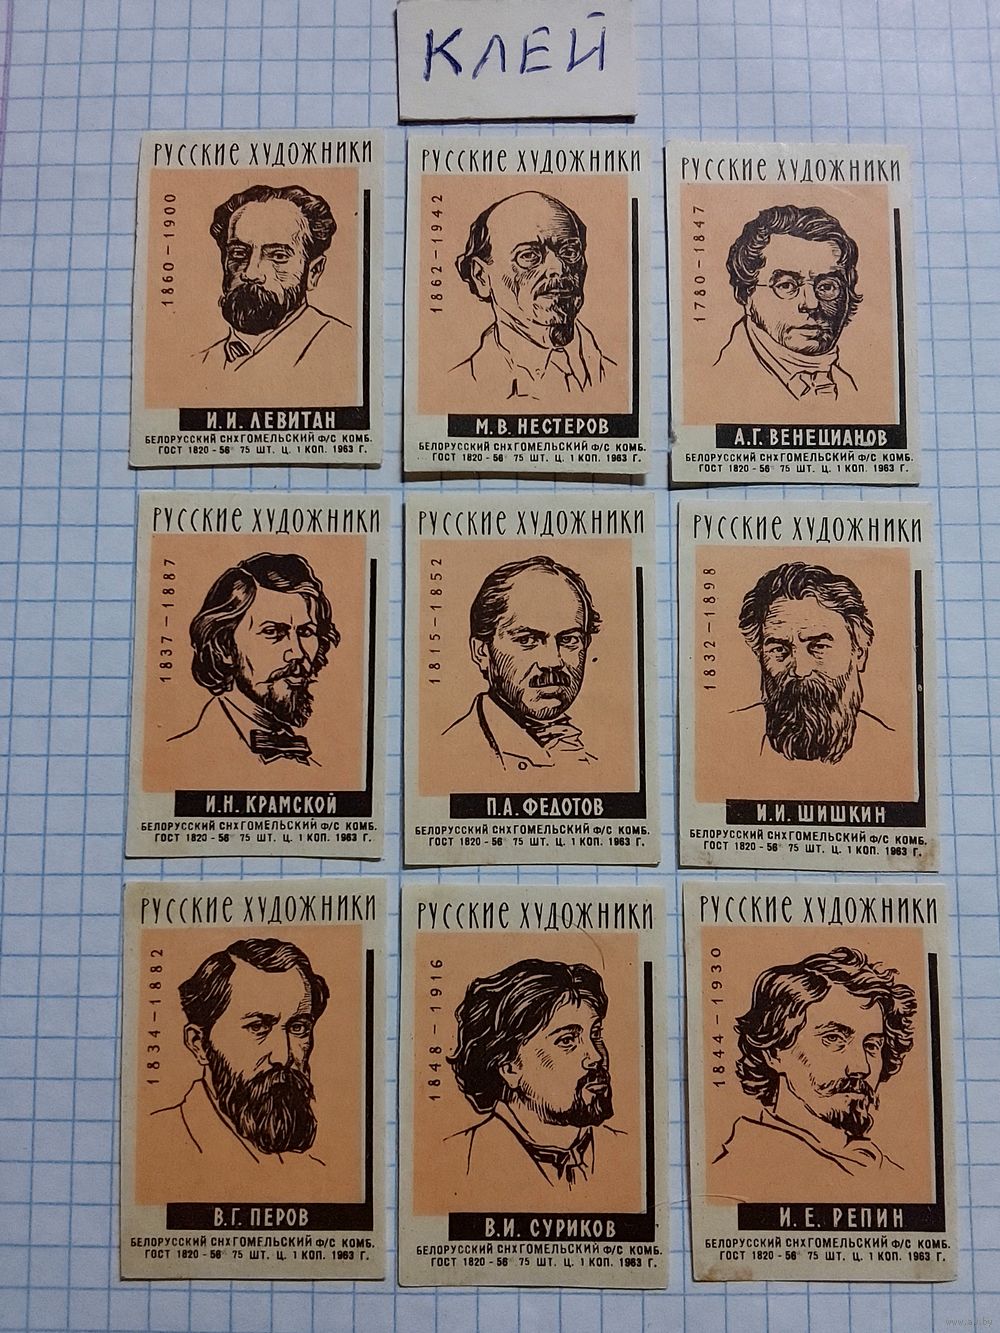 КЛЕЙ
РУССКИЕ ХУДОЖНИКИ
1860-1900
И.И. ЛЕВИТАН
БЕЛОРУССКИЙ СНХ ГОМЕЛЬСКИЙ Ф/С КОМБ.
ГОСТ 1820-56 75 ШТ. Ц. 1 КОП. 1963 Г.
РУССКИЕ ХУДОЖНИКИ
1862-1942
М.В. НЕСТЕРОВ
БЕЛОРУССКИЙ СНХ ГОМЕЛЬСКИЙ Ф/С КОМБ.
ГОСТ 1820-56 75 ШТ. Ц. 1 КОП. 1963 Г.
РУССКИЕ ХУДОЖНИКИ
1780-1847
А.Г. ВЕНЕЦИАНОВ
БЕЛОРУССКИЙ СНХ ГОМЕЛЬСКИЙ Ф/С КОМБ.
ГОСТ 1820-56 75 ШТ. Ц. 1 КОП. 1963 Г.
РУССКИЕ ХУДОЖНИКИ
1837-1887
И.Н. КРАМСКОЙ
БЕЛОРУССКИЙ СНХ ГОМЕЛЬСКИЙ Ф/С КОМБ.
ГОСТ 1820-56 75 ШТ. Ц. 1 КОП. 1963 Г.
РУССКИЕ ХУДОЖНИКИ
1815-1852
П.А. ФЕДОТОВ
БЕЛОРУССКИЙ СНХ ГОМЕЛЬСКИЙ Ф/С КОМБ.
ГОСТ 1820-56 75 ШТ. Ц. 1 КОП. 1963 Г.
РУССКИЕ ХУДОЖНИКИ
1832-1898
И.И. ШИШКИН
БЕЛОРУССКИЙ СНХ ГОМЕЛЬСКИЙ Ф/С КОМБ.
ГОСТ 1820-56 75 ШТ. Ц. 1 КОП. 1963 Г.
РУССКИЕ ХУДОЖНИКИ
1834-1882
В.Г. ПЕРОВ
БЕЛОРУССКИЙ СНХ ГОМЕЛЬСКИЙ Ф/С КОМБ.
ГОСТ 1820-56 75 ШТ. Ц. 1 КОП. 1963 Г.
РУССКИЕ ХУДОЖНИКИ
1848-1916
В.И. СУРИКОВ
БЕЛОРУССКИЙ СНХ ГОМЕЛЬСКИЙ Ф/С КОМБ.
ГОСТ 1820-56 75 ШТ. Ц. 1 КОП. 1963 Г.
РУССКИЕ ХУДОЖНИКИ
1844-1930
И.Е. РЕПИН
БЕЛОРУССКИЙ СНХ ГОМЕЛЬСКИЙ Ф/С КОМБ.
ГОСТ 1820-56 75 ШТ. Ц. 1 КОП. 1963 Г.
www.ay.by